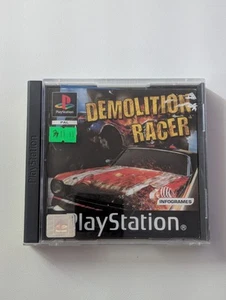 DEMOLITION
RACER
INFOGRAMES
PlayStation